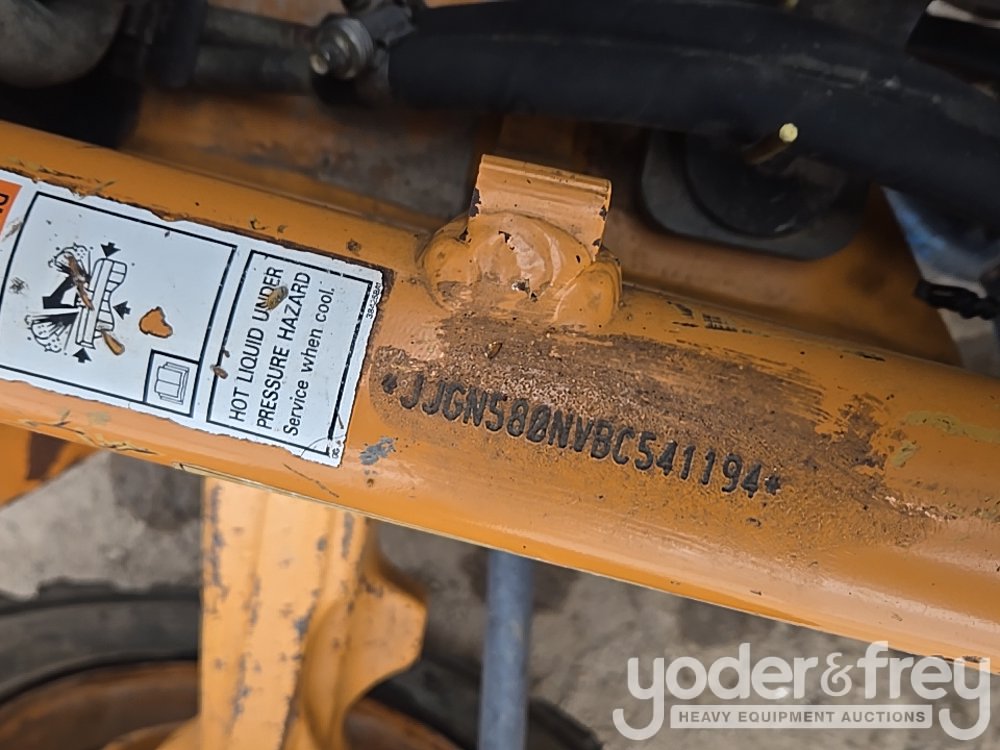 HOT LIQUID UNDER
PRESSURE HAZARD
Service when cool.
*JJGN580NVBC541194*
yoder&frey
HEAVY EQUIPMENT AUCTIONS